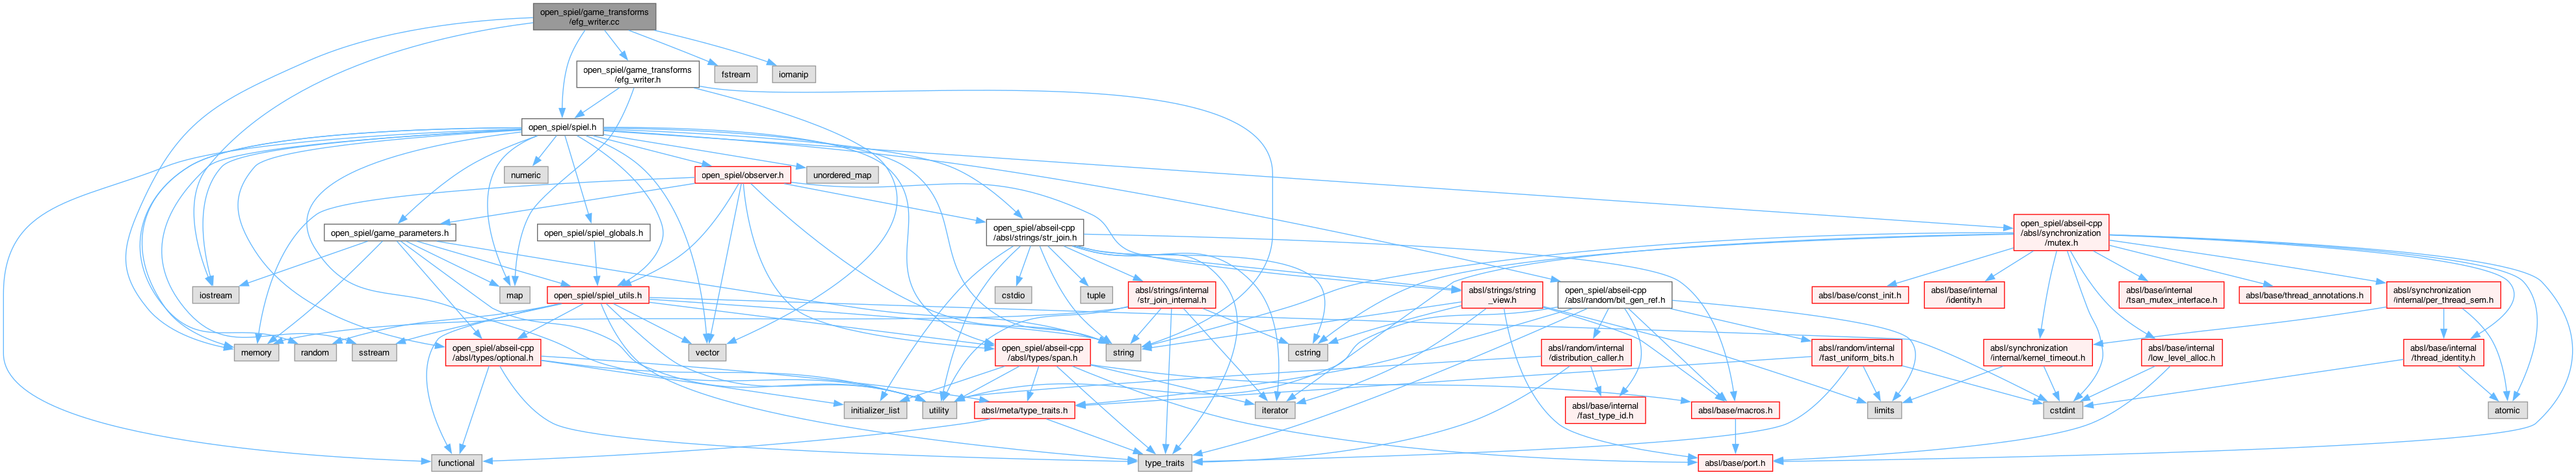 open_spiel/game_transforms
/efg_writer.cc
open_spiel/game_transforms
/efg_writer.h
fstream
iomanip
open_spiel/spiel.h
numeric
open_spiel/observer.h
unordered_map
open_spiel/game_parameters.h
open_spiel/spiel_globals.h
open_spiel/abseil-cpp
/absl/strings/str_join.h
open_spiel/abseil-cpp
/absl/synchronization
/mutex.h
iostream
map
open_spiel/spiel_utils.h
cstdio
tuple
absl/strings/internal
/str_join_internal.h
absl/strings/string
_view.h
open_spiel/abseil-cpp
/absl/random/bit_gen_ref.h
absl/base/const_init.h
absl/base/internal
/identity.h
absl/base/internal
/tsan_mutex_interface.h
absl/base/thread_annotations.h
absl/synchronization
/internal/per_thread_sem.h
memory
random
sstream
open_spiel/abseil-cpp
/absl/types/optional.h
vector
open_spiel/abseil-cpp
/absl/types/span.h
string
cstring
absl/random/internal
/distribution_caller.h
absl/random/internal
/fast_uniform_bits.h
absl/synchronization
/internal/kernel_timeout.h
absl/base/internal
/low_level_alloc.h
absl/base/internal
/thread_identity.h
initializer_list
utility
absl/meta/type_traits.h
iterator
absl/base/internal
/fast_type_id.h
absl/base/macros.h
limits
cstdint
atomic
functional
type_traits
absl/base/port.h